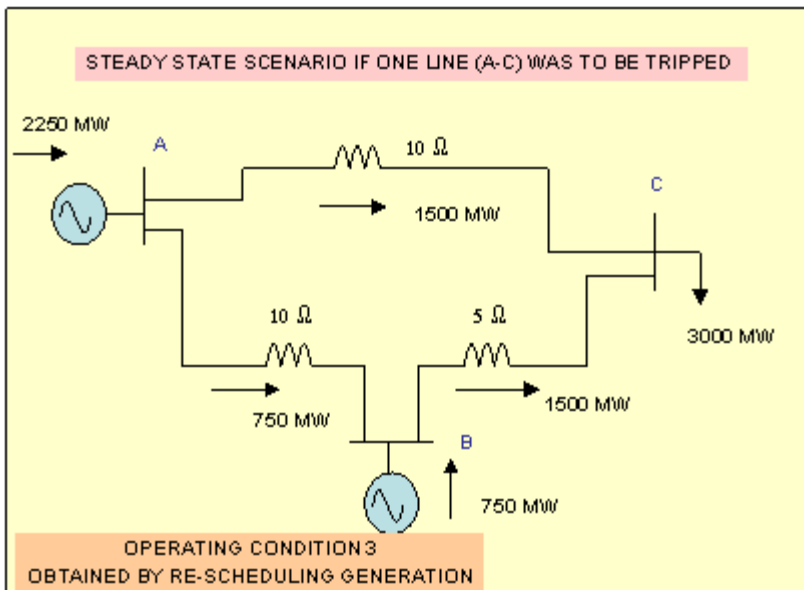 STEADY STATE SCENARIO IF ONE LINE (A-C) WAS TO BE TRIPPED
2250 MW
A
10 Ω
C
1500 MW
10 Ω
5 Ω
3000 MW
750 MW
1500 MW
B
750 MW
OPERATING CONDITION 3
OBTAINED BY RE-SCHEDULING GENERATION